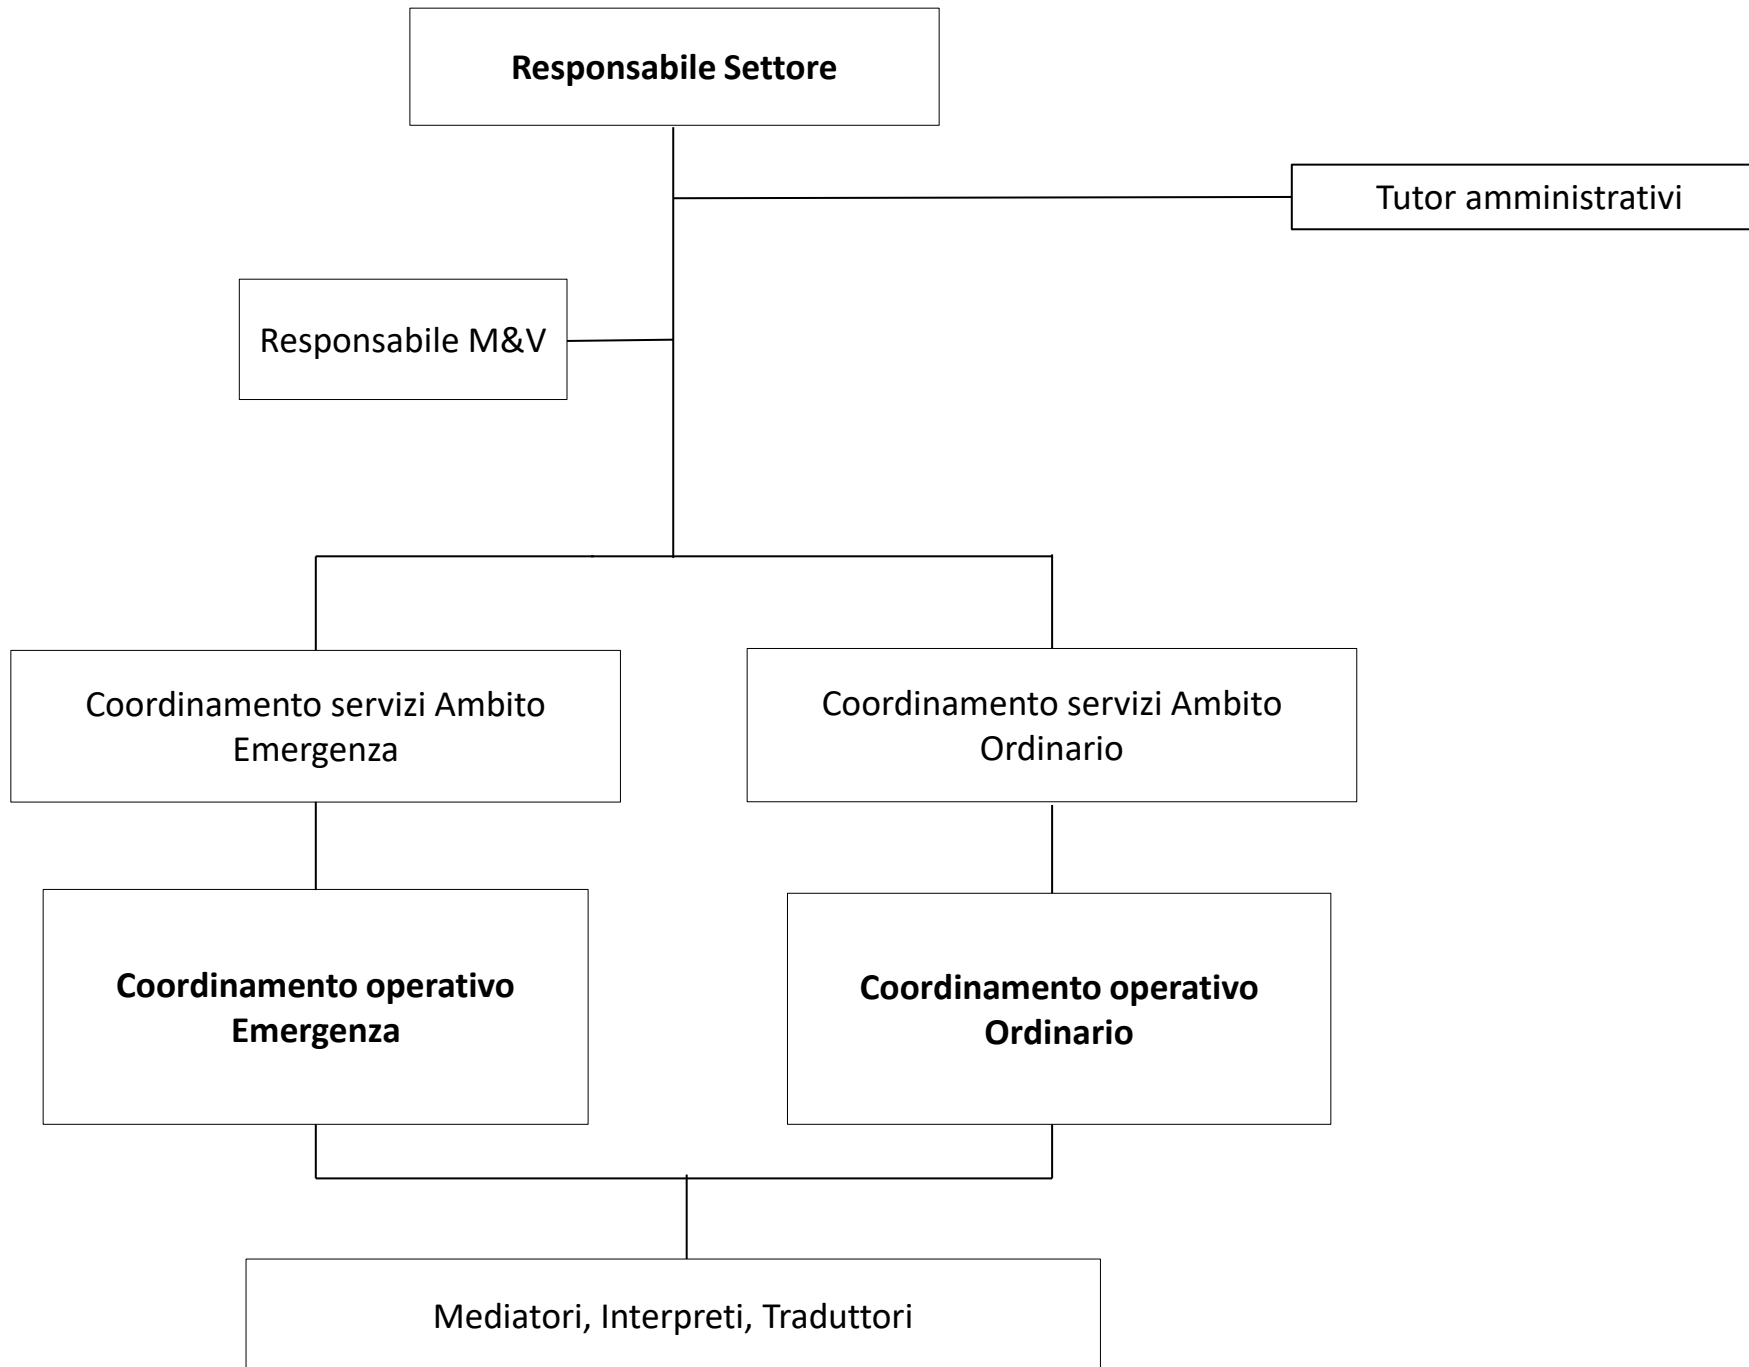 Responsabile Settore
Tutor amministrativi
Responsabile M&V
Coordinamento servizi Ambito
Emergenza
Coordinamento servizi Ambito
Ordinario
Coordinamento operativo
Emergenza
Coordinamento operativo
Ordinario
Mediatori, Interpreti, Traduttori